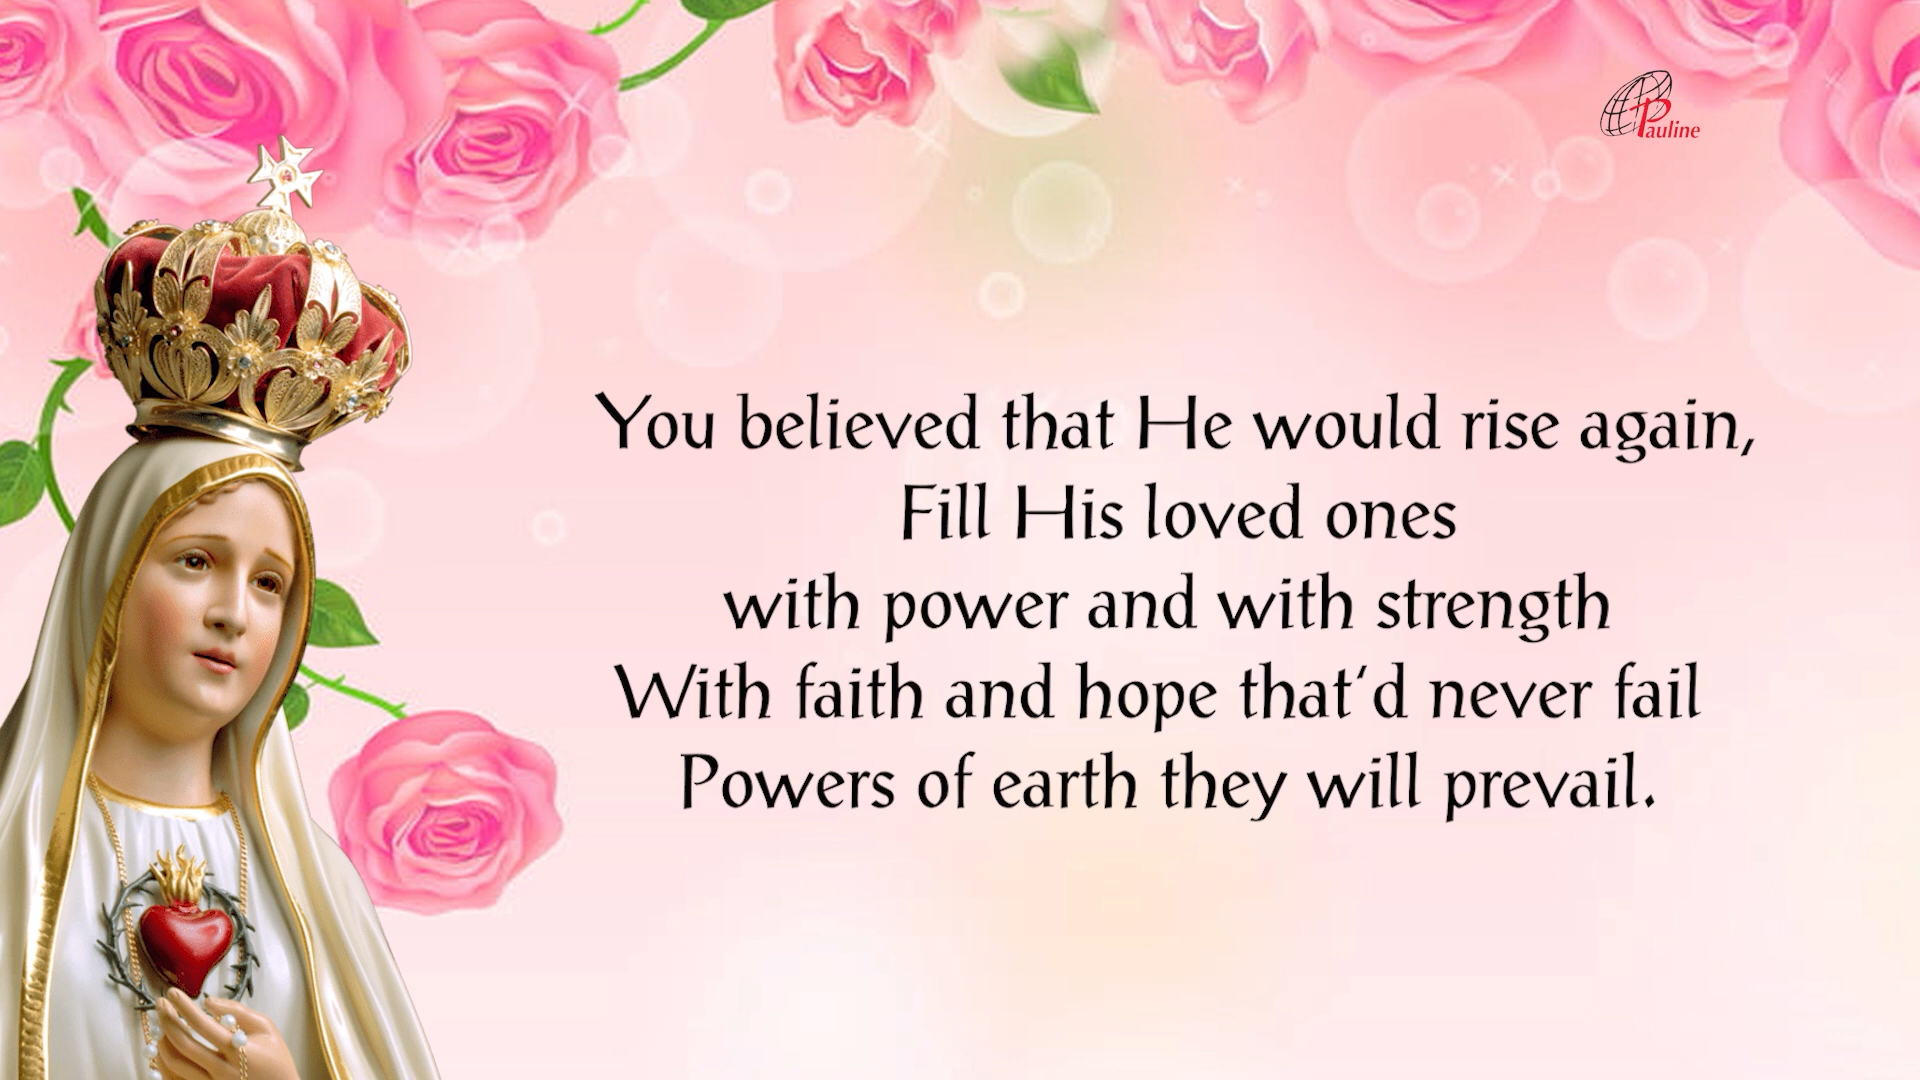 Pauline
You believed that He would rise again,
Fill His loved ones
with power and with strength
With faith and hope that'd never fail
Powers of earth they will prevail.